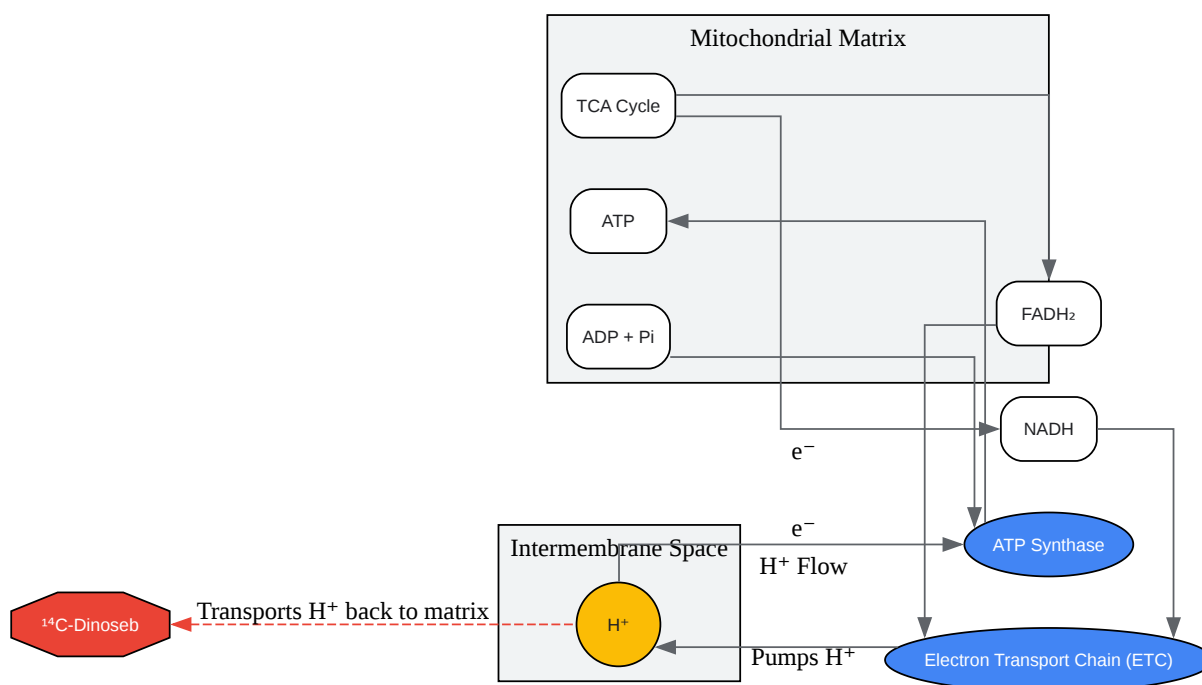 Mitochondrial Matrix
TCA Cycle
ATP
FADH₂
ADP + Pi
NADH
e⁻
e⁻
ATP Synthase
Intermembrane Space
H⁺ Flow
Transports H⁺ back to matrix
¹⁴C-Dinoseb
H⁺
Pumps H⁺
Electron Transport Chain (ETC)